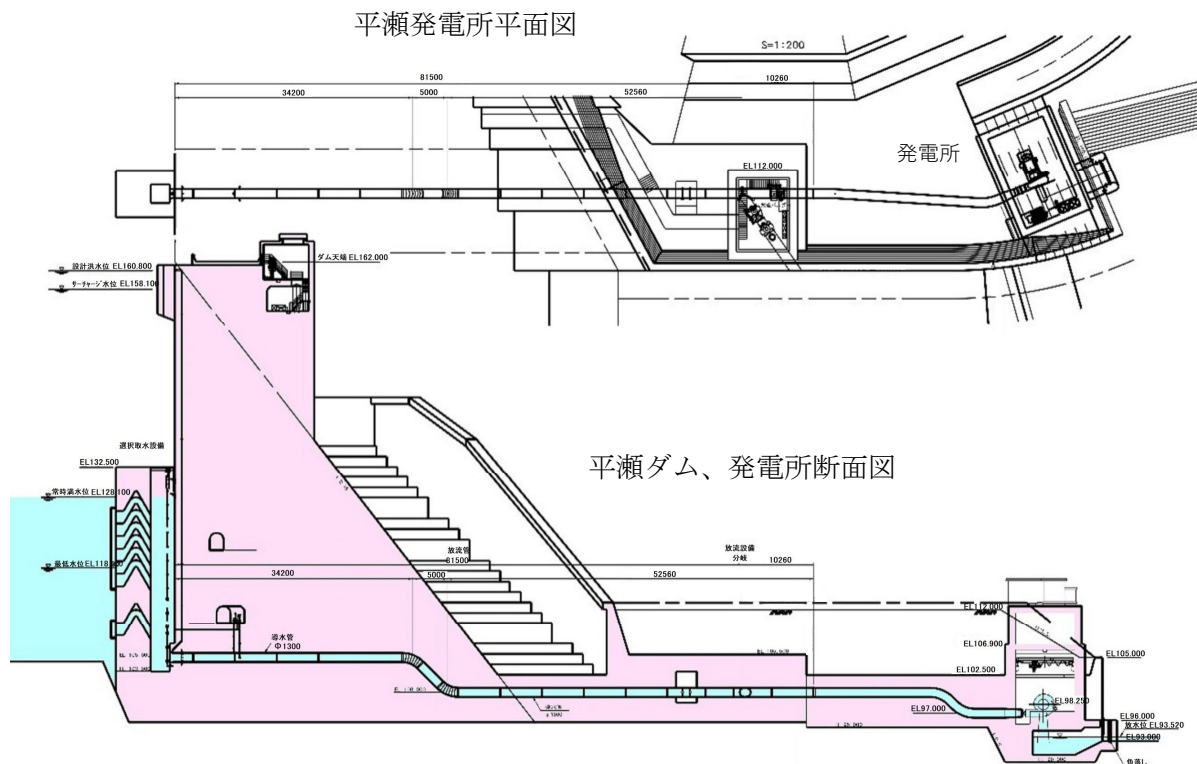 平瀬発電所平面図
S=1:200
81500
10260
34200
5000
52560
発電所
EL112.000
ダム天端 EL162.000
設計洪水位 EL160.800
サーチャージ水位 EL158.100
平瀬ダム、発電所断面図
選択取水設備
EL132.500
常時満水位 EL128.100
最低水位 EL118
放流管
81500
放流設備
分岐
10260
34200
5000
52560
EL112.000
導水管
Φ1300
EL106.900
EL105.000
EL102.500
EL98.250
EL97.000
EL96.000
放水位 EL93.520
EL93.000
角落し